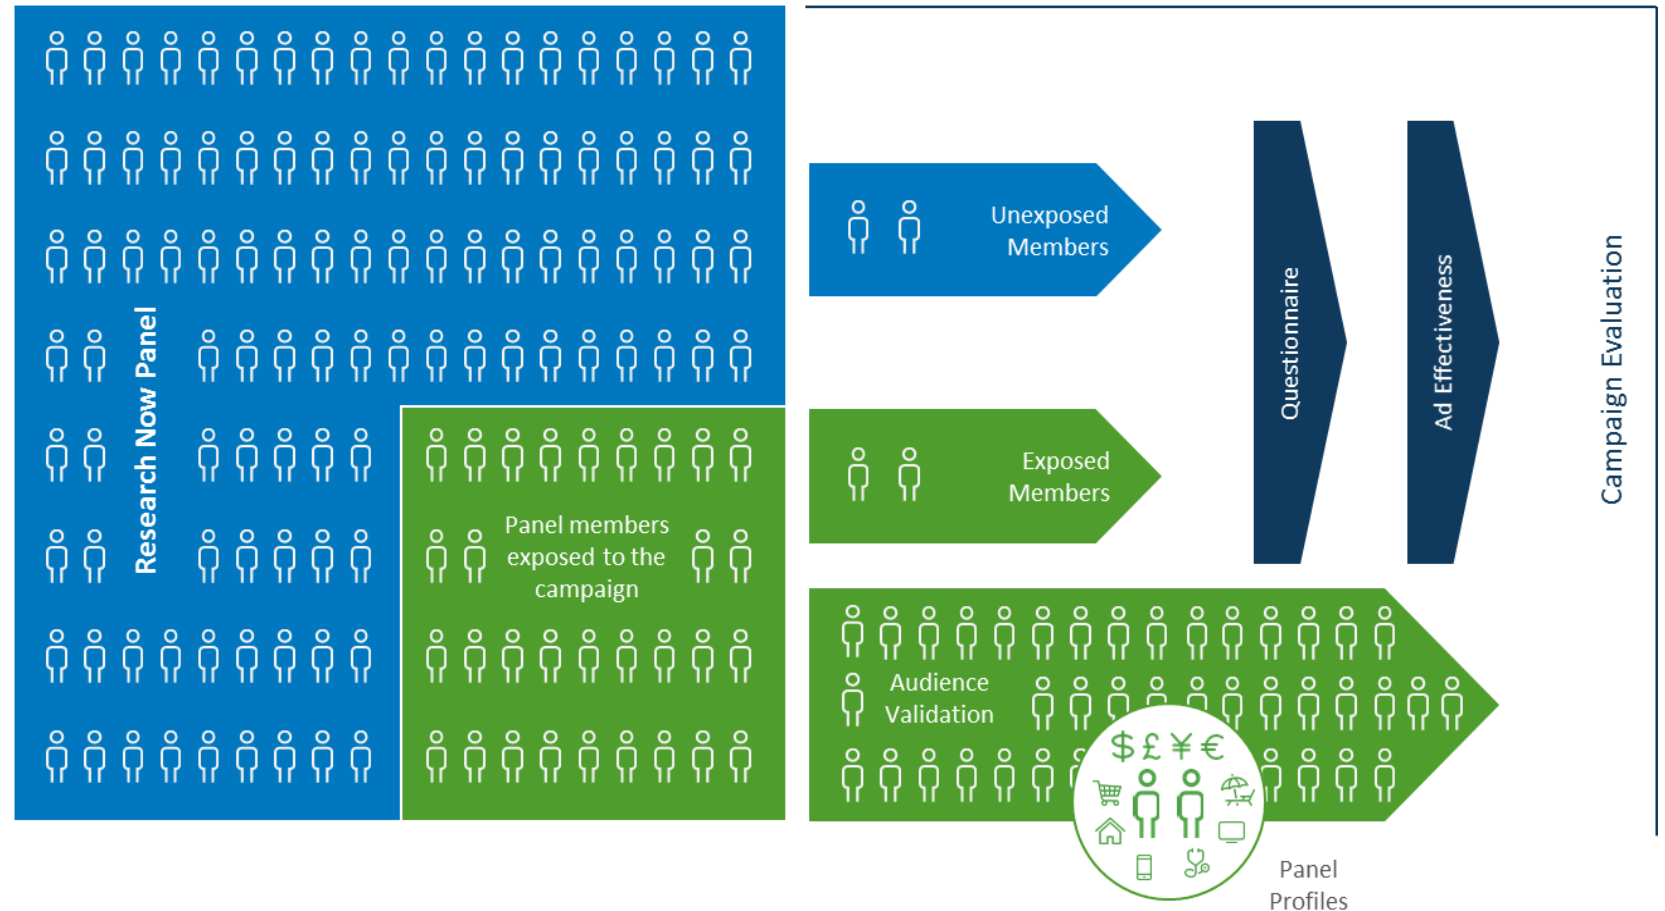 Research Now Panel
Panel members
exposed to the
campaign
Unexposed
Members
Exposed
Members
Questionnaire
Ad Effectiveness
Campaign Evaluation
Audience
Validation
$ £ ¥ €
Panel
Profiles